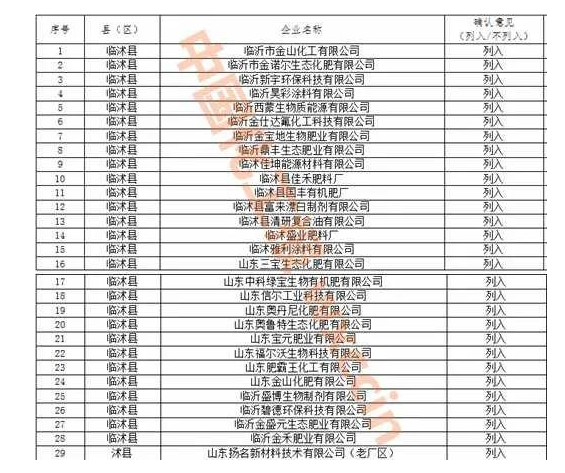 序号 县（区） 企业名称 确认意见
（列入/不列入）
1 临沭县 临沂市金山化工有限公司 列入
2 临沭县 临沂市金诺尔生态化肥有限公司 列入
3 临沭县 临沂新宇环保科技有限公司 列入
4 临沭县 临沂昊彩涂料有限公司 列入
5 临沭县 临沂西蒙生物质能源有限公司 列入
6 临沭县 临沂金仕达氟化工科技有限公司 列入
7 临沭县 临沂金宝地生物肥业有限公司 列入
8 临沭县 临沂鼎丰生态肥业有限公司 列入
9 临沭县 临沭佳坤能源材料有限公司 列入
10 临沭县 临沭县佳禾肥料厂 列入
11 临沭县 临沭县国丰有机肥厂 列入
12 临沭县 临沭县富来漂白制剂有限公司 列入
13 临沭县 临沭县清研复合油有限公司 列入
14 临沭县 临沭盛业肥料厂 列入
15 临沭县 临沭雅利涂料有限公司 列入
16 临沭县 山东三宝生态化肥有限公司 列入
17 临沭县 山东中科绿宝生物有机肥有限公司 列入
18 临沭县 山东信尔工业科技有限公司 列入
19 临沭县 山东奥丹尼化肥有限公司 列入
20 临沭县 山东奥鲁特生态化肥有限公司 列入
21 临沭县 山东宝元肥业有限公司 列入
22 临沭县 山东福尔沃生物科技有限公司 列入
23 临沭县 山东肥霸王化工有限公司 列入
24 临沭县 山东金山化肥有限公司 列入
25 临沭县 临沂盛博生物制剂有限公司 列入
26 临沭县 临沂碧德环保科技有限公司 列入
27 临沭县 临沂金盛元生态肥业有限公司 列入
28 临沭县 临沂金禾肥业有限公司 列入
29 沭县 山东扬名新材料技术有限公司（老厂区） 列入